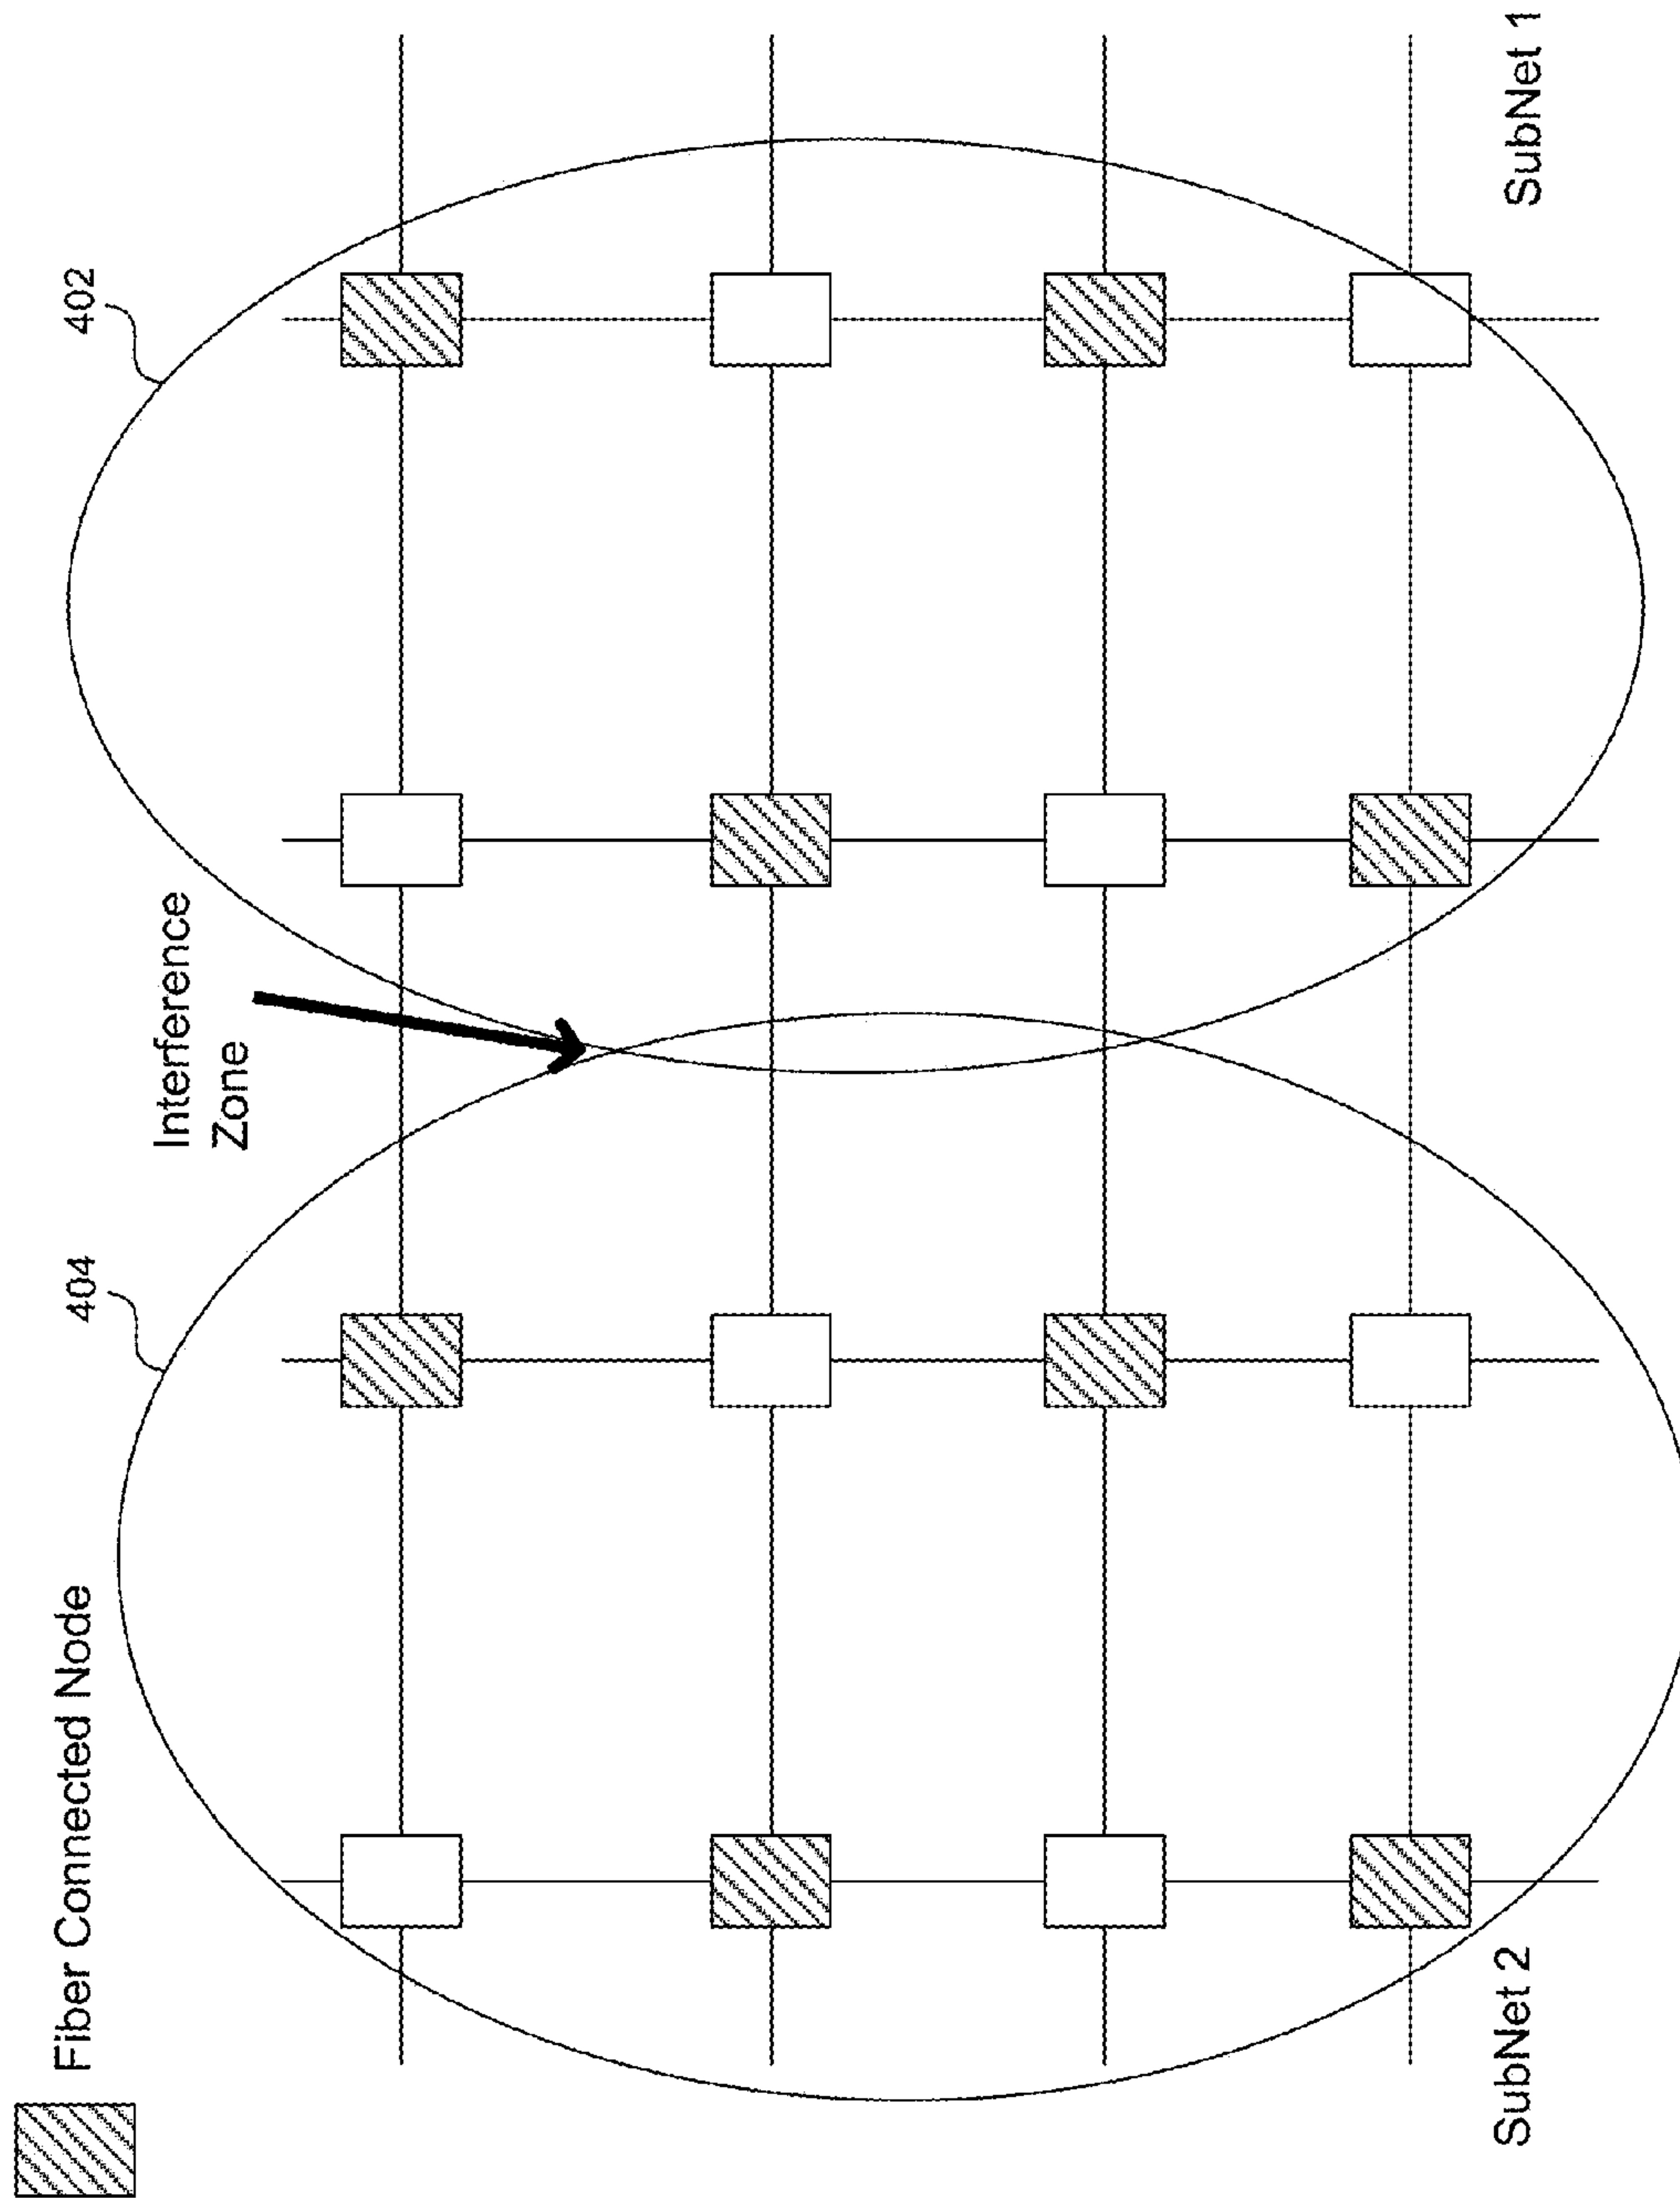 Fiber Connected Node
404
402
Interference
Zone
SubNet 2
SubNet 1